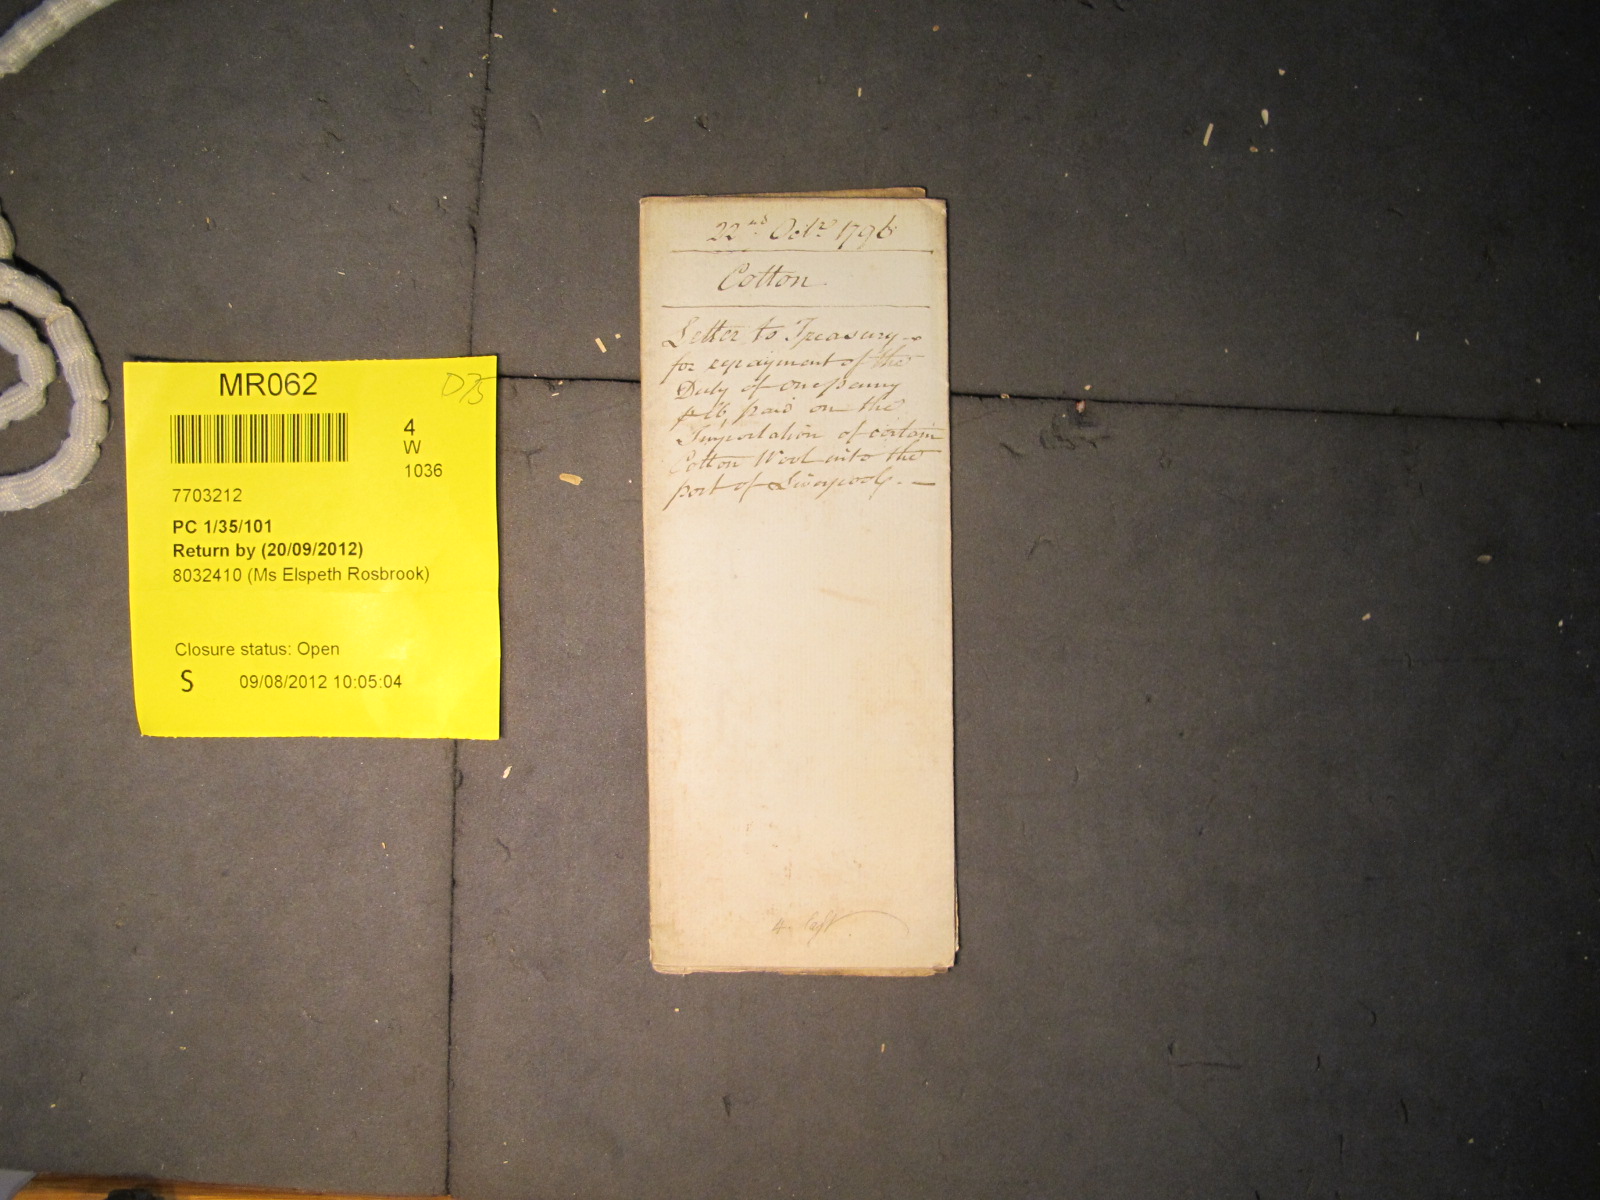 MR062
D75
4
W
1036
7703212
PC 1/35/101
Return by (20/09/2012)
8032410 (Ms Elspeth Rosbrook)
Closure status: Open
S 09/08/2012 10:05:04
22nd Octr 1796
Cotton
Letter to Treasury
for repayment of the
Duty of one penny
lb paid on the
Importation of certain
Cotton Wool into the
port of Liverpool. —